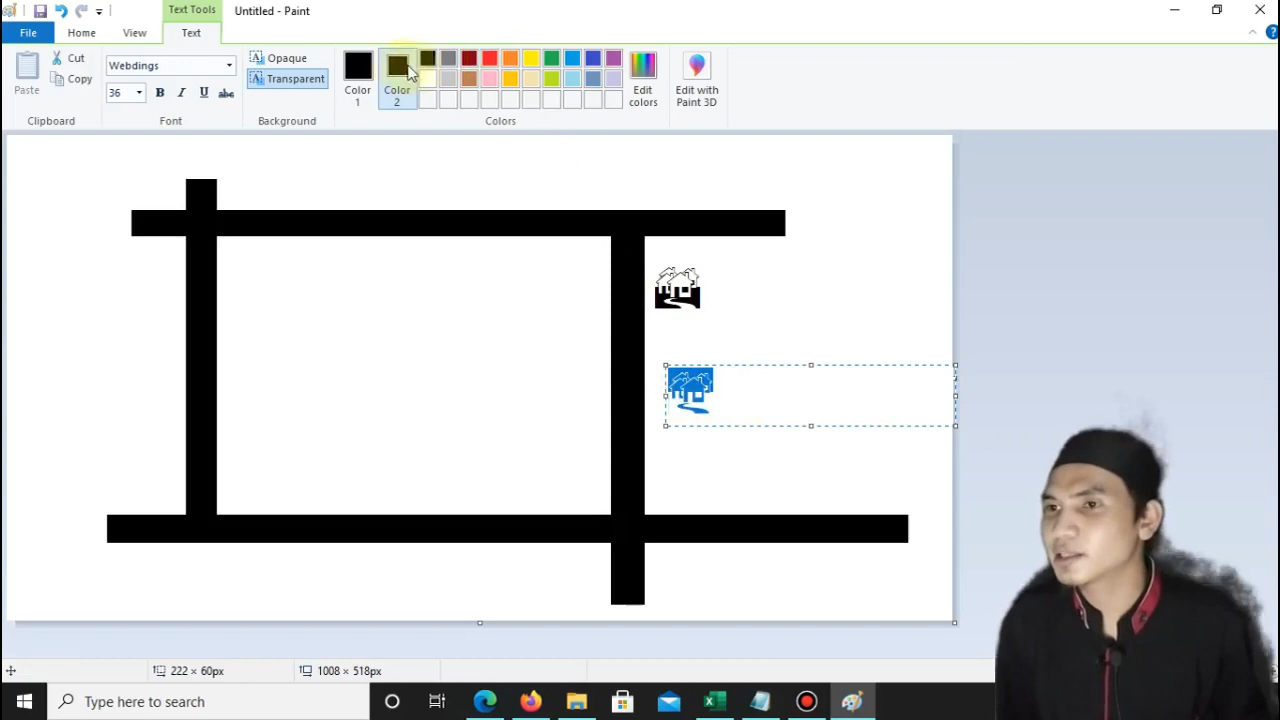 Text Tools
Untitled - Paint
File
Home
View
Text
Paste
Cut
Copy
Clipboard
Webdings
36
B I U abc
Font
Opaque
Transparent
Background
Color 1
Color 2
Edit colors
Colors
Edit with Paint 3D
222 × 60px
1008 × 518px
Type here to search